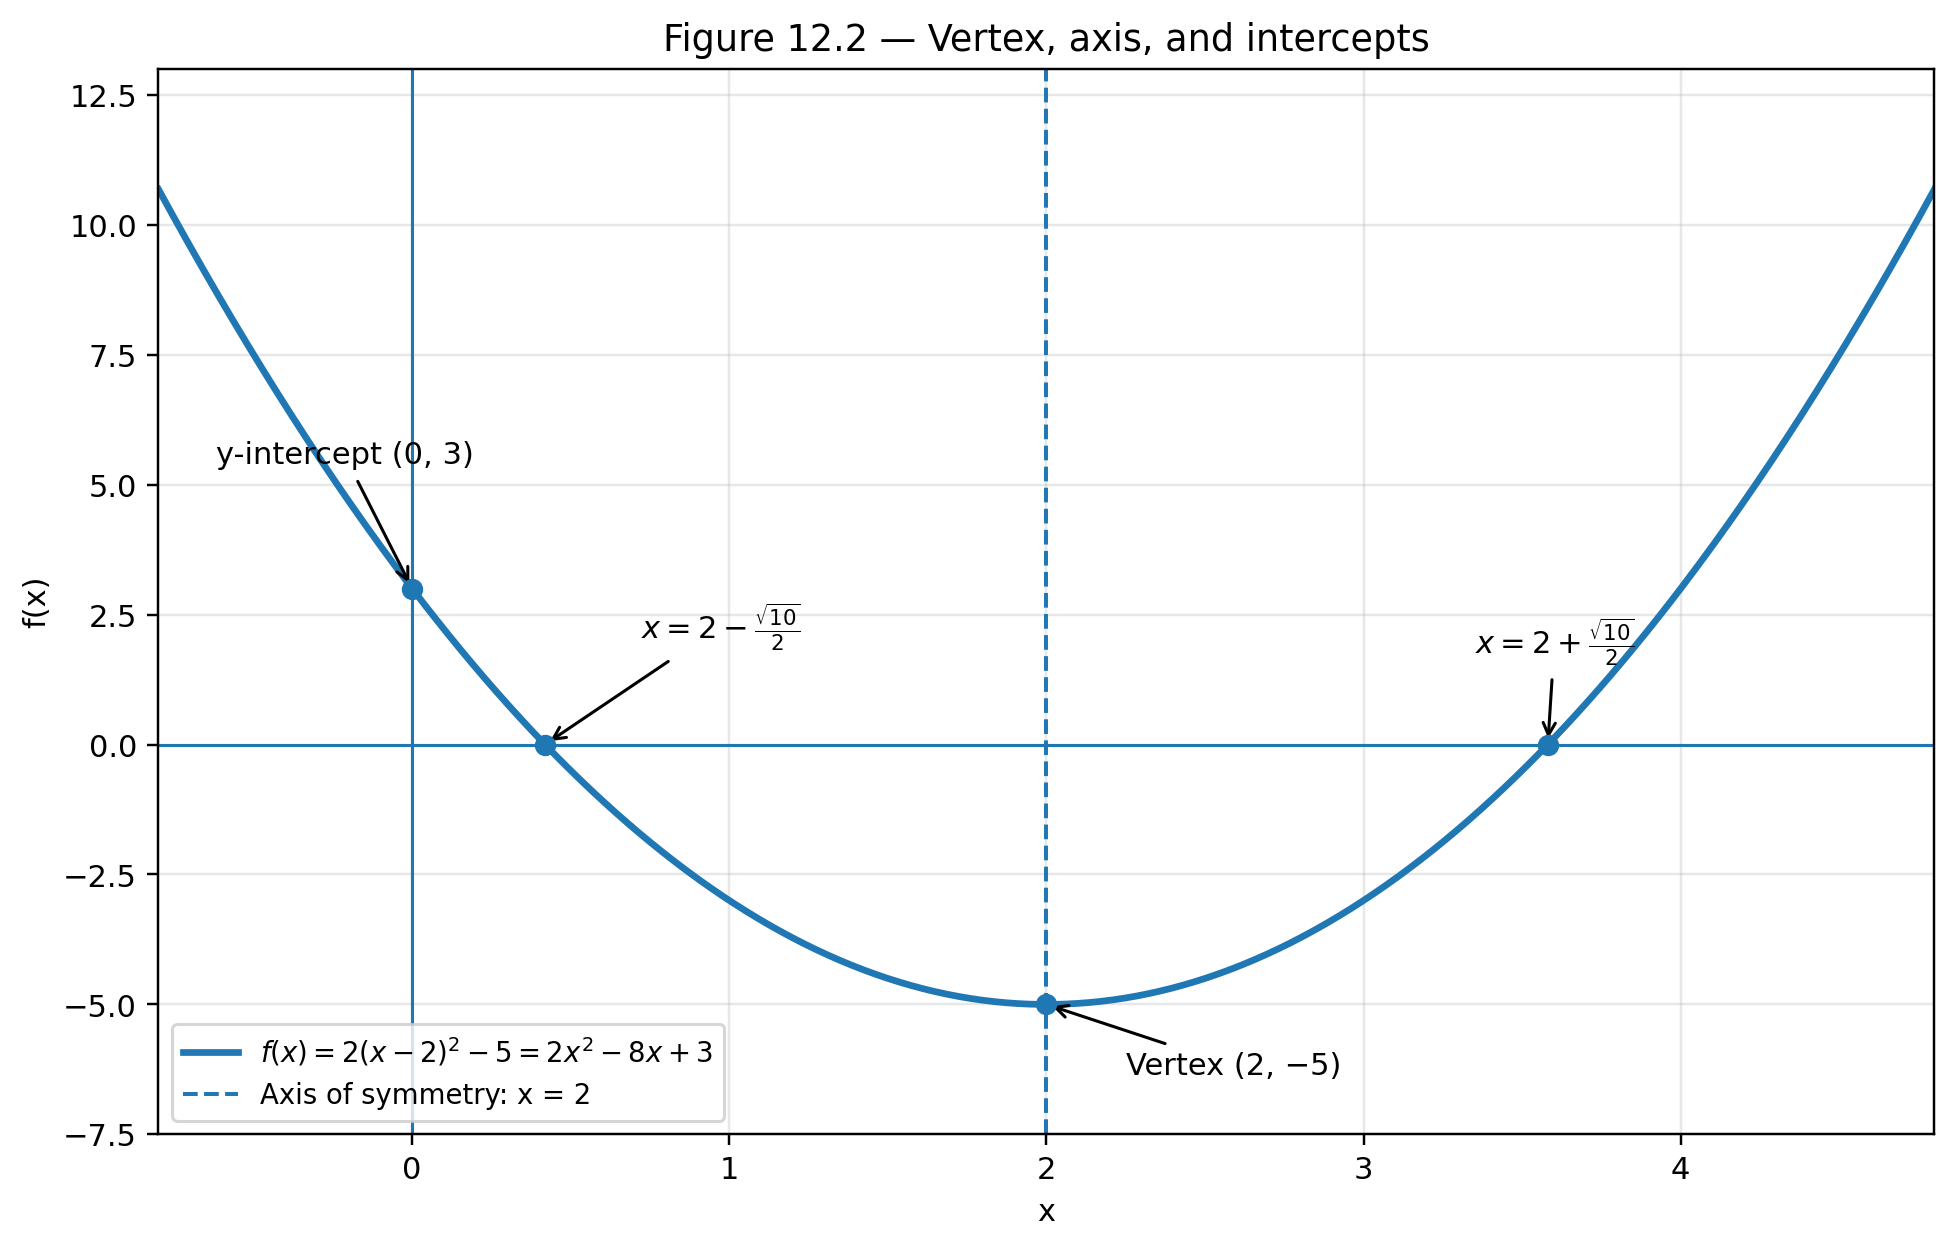 Figure 12.2 — Vertex, axis, and intercepts
12.5
10.0
7.5
5.0
2.5
0.0
−2.5
−5.0
−7.5
f(x)
y-intercept (0, 3)
x = 2 − √10/2
x = 2 + √10/2
Vertex (2, −5)
f(x) = 2(x − 2)² − 5 = 2x² − 8x + 3
Axis of symmetry: x = 2
0 1 2 3 4
x